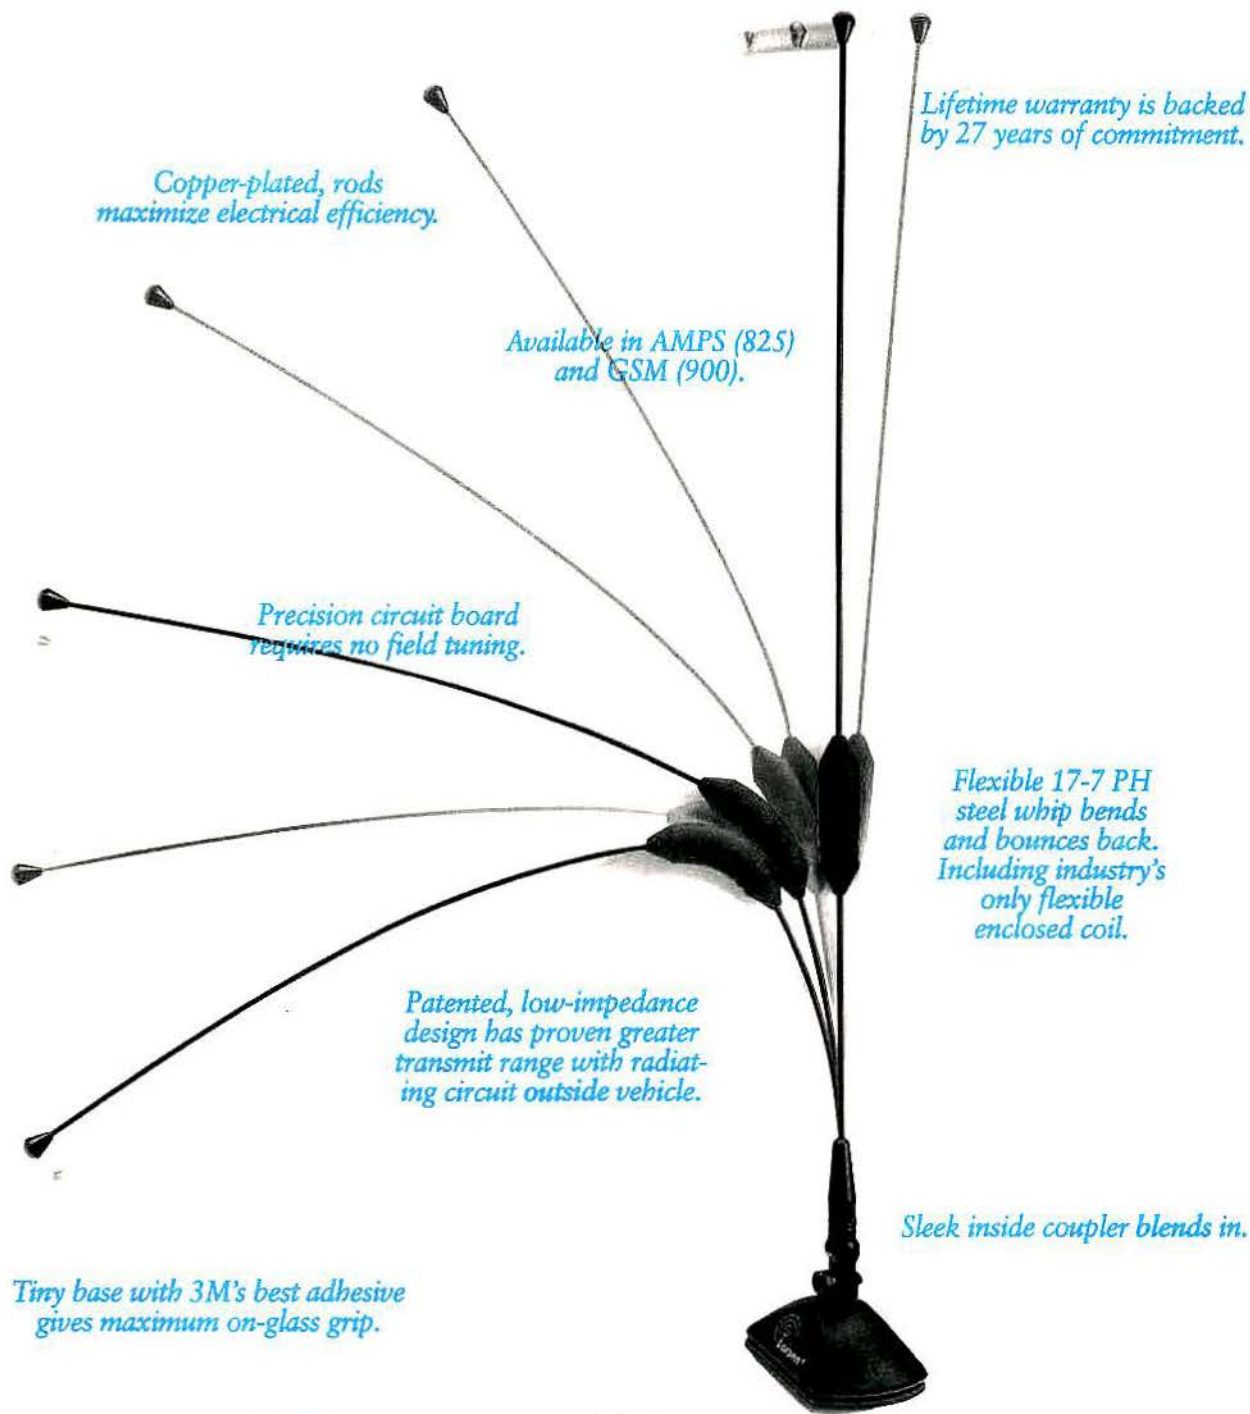 Lifetime warranty is backed
by 27 years of commitment.
Copper-plated, rods
maximize electrical efficiency.
Available in AMPS (825)
and GSM (900).
Precision circuit board
requires no field tuning.
Flexible 17-7 PH
steel whip bends
and bounces back.
Including industry's
only flexible
enclosed coil.
Patented, low-impedance
design has proven greater
transmit range with radiat-
ing circuit outside vehicle.
Sleek inside coupler blends in.
Tiny base with 3M's best adhesive
gives maximum on-glass grip.